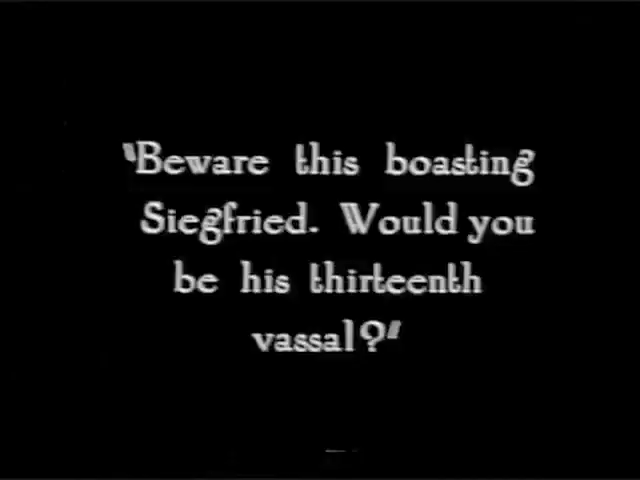 "Beware this boasting
Siegfried. Would you
be his thirteenth
vassal?"